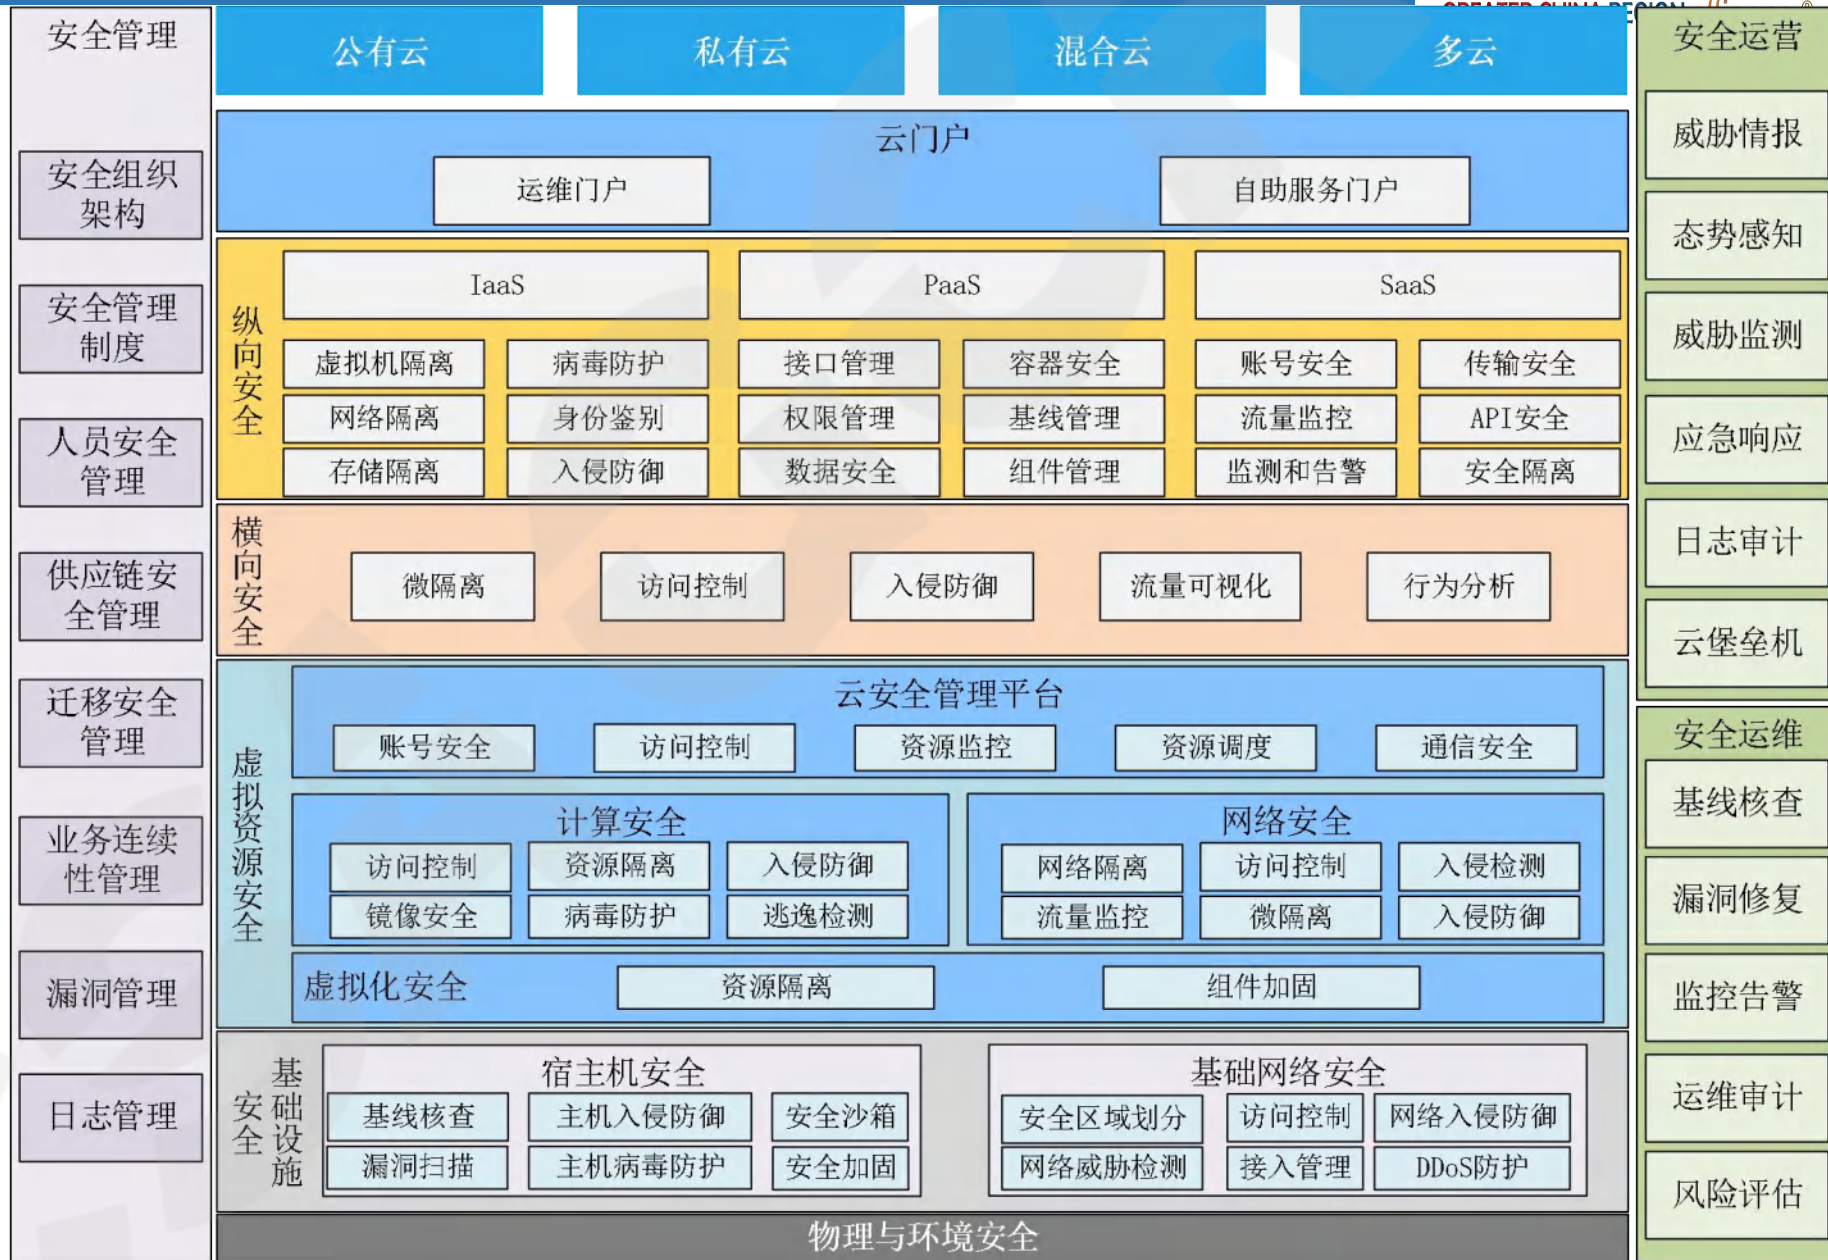 GREATER CHINA REGION
安全管理
安全组织
架构
安全管理
制度
人员安全
管理
供应链安
全管理
迁移安全
管理
业务连续
性管理
漏洞管理
日志管理
公有云
私有云
混合云
多云
云门户
运维门户
自助服务门户
纵向安全
IaaS
PaaS
SaaS
虚拟机隔离
病毒防护
接口管理
容器安全
账号安全
传输安全
网络隔离
身份鉴别
权限管理
基线管理
流量监控
API安全
存储隔离
入侵防御
数据安全
组件管理
监测和告警
安全隔离
横向安全
微隔离
访问控制
入侵防御
流量可视化
行为分析
虚拟资源安全
云安全管理平台
账号安全
访问控制
资源监控
资源调度
通信安全
计算安全
访问控制
资源隔离
入侵防御
镜像安全
病毒防护
逃逸检测
网络安全
网络隔离
访问控制
入侵检测
流量监控
微隔离
入侵防御
虚拟化安全
资源隔离
组件加固
基础设施
安全
宿主机安全
基线核查
主机入侵防御
安全沙箱
漏洞扫描
主机病毒防护
安全加固
基础网络安全
安全区域划分
访问控制
网络入侵防御
网络威胁检测
接入管理
DDoS防护
物理与环境安全
安全运营
威胁情报
态势感知
威胁监测
应急响应
日志审计
云堡垒机
安全运维
基线核查
漏洞修复
监控告警
运维审计
风险评估